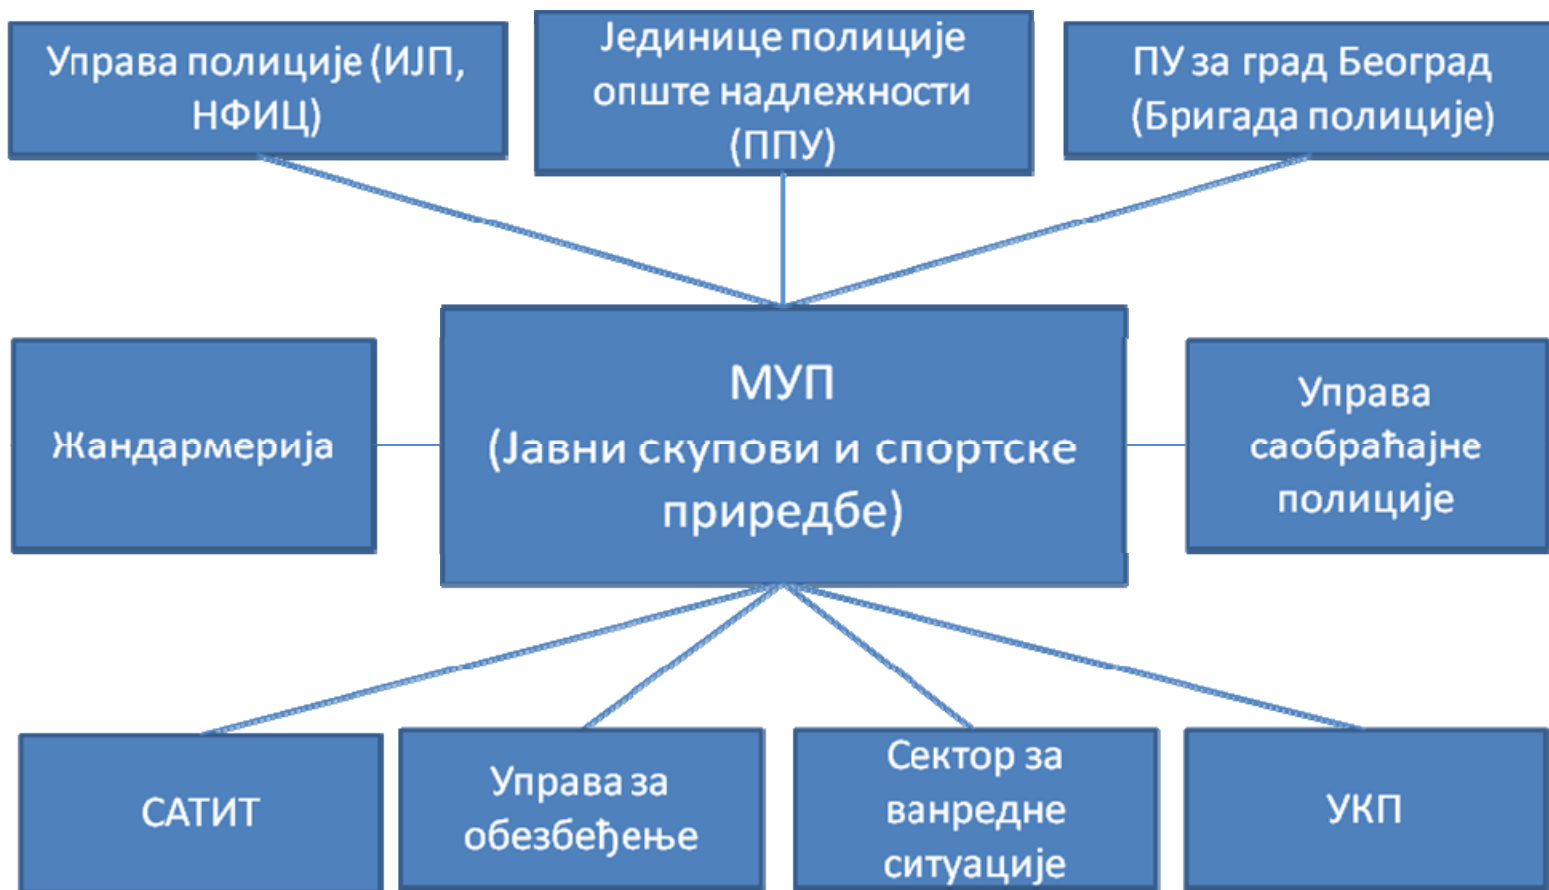 Управа полиције (ИЈП,
НФИЦ)
Јединице полиције
опште надлежности
(ППУ)
ПУ за град Београд
(Бригада полиције)
Жандармерија
МУП
(Јавни скупови и спортске
приредбе)
Управа
саобраћајне
полиције
САТИТ
Управа за
обезбеђење
Сектор за
ванредне
ситуације
УКП